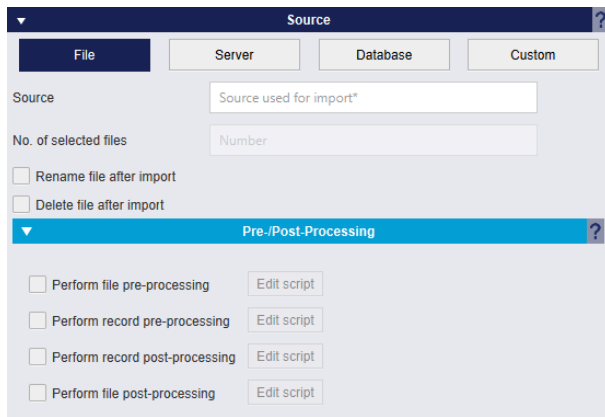 Source
?
File
Server
Database
Custom
Source
Source used for import*
No. of selected files
Number
Rename file after import
Delete file after import
Pre-/Post-Processing
?
Perform file pre-processing
Edit script
Perform record pre-processing
Edit script
Perform record post-processing
Edit script
Perform file post-processing
Edit script